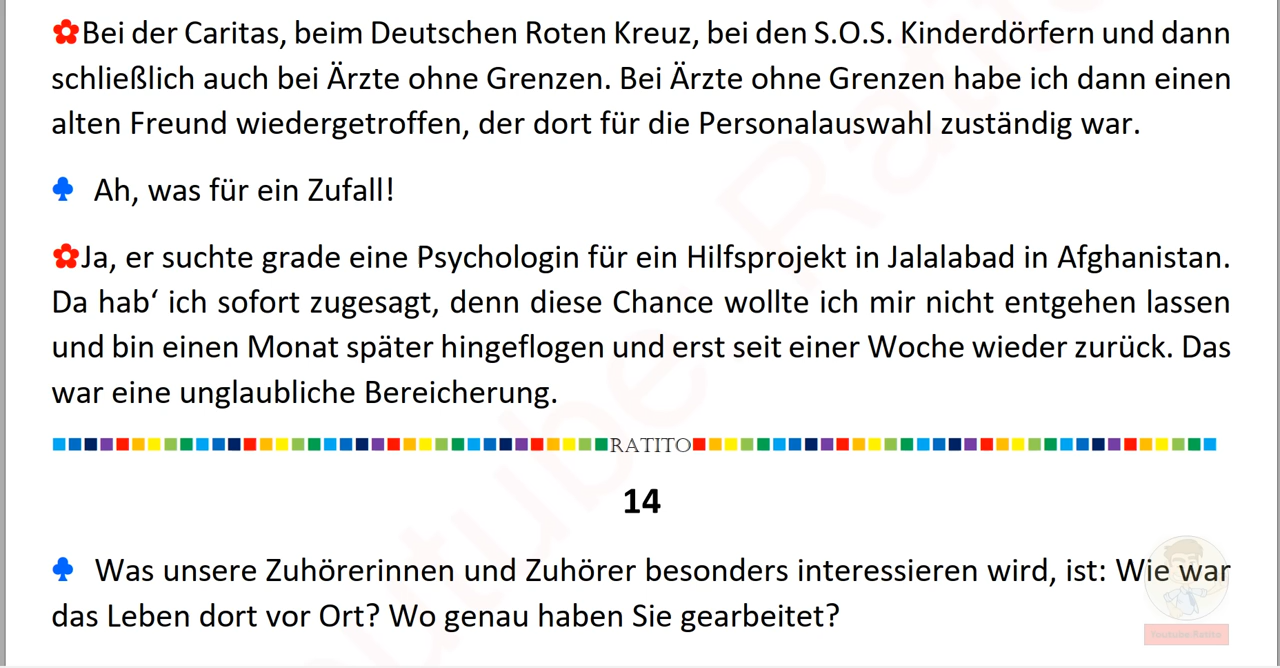 ✿Bei der Caritas, beim Deutschen Roten Kreuz, bei den S.O.S. Kinderdörfern und dann
schließlich auch bei Ärzte ohne Grenzen. Bei Ärzte ohne Grenzen habe ich dann einen
alten Freund wiedergetroffen, der dort für die Personalauswahl zuständig war.
♣ Ah, was für ein Zufall!
✿Ja, er suchte grade eine Psychologin für ein Hilfsprojekt in Jalalabad in Afghanistan.
Da hab‘ ich sofort zugesagt, denn diese Chance wollte ich mir nicht entgehen lassen
und bin einen Monat später hingeflogen und erst seit einer Woche wieder zurück. Das
war eine unglaubliche Bereicherung.
RATITO
14
♣ Was unsere Zuhörerinnen und Zuhörer besonders interessieren wird, ist: Wie war
das Leben dort vor Ort? Wo genau haben Sie gearbeitet?
Youtube:Ratito